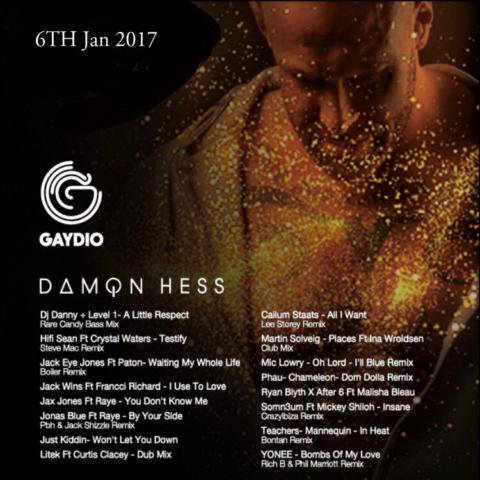 6TH Jan 2017
GAYDIO
DAMON HESS
Dj Danny + Level 1- A Little Respect
Rare Candy Bass Mix
Hifi Sean Ft Crystal Waters - Testify
Steve Mac Remix
Jack Eye Jones Ft Paton- Waiting My Whole Life
Boiler Remix
Jack Wins Ft Francci Richard - I Use To Love
Jax Jones Ft Raye - You Don't Know Me
Jonas Blue Ft Raye - By Your Side
Pbh & Jack Shizzle Remix
Just Kiddin- Won't Let You Down
Litek Ft Curtis Clacey - Dub Mix
Callum Staats - All I Want
Lee Storey Remix
Martin Solveig - Places Ft.Ina Wroldsen
Club Mix
Mic Lowry - Oh Lord - I'll Blue Remix
Phau- Chameleon- Dom Dolla Remix
Ryan Blyth X After 6 Ft Malisha Bleau
Somn3um Ft Mickey Shiloh - Insane
Crazyibiza Remix
Teachers- Mannequin - In Heat
Bontan Remix
YONEE - Bombs Of My Love
Rich B & Phil Marriott Remix